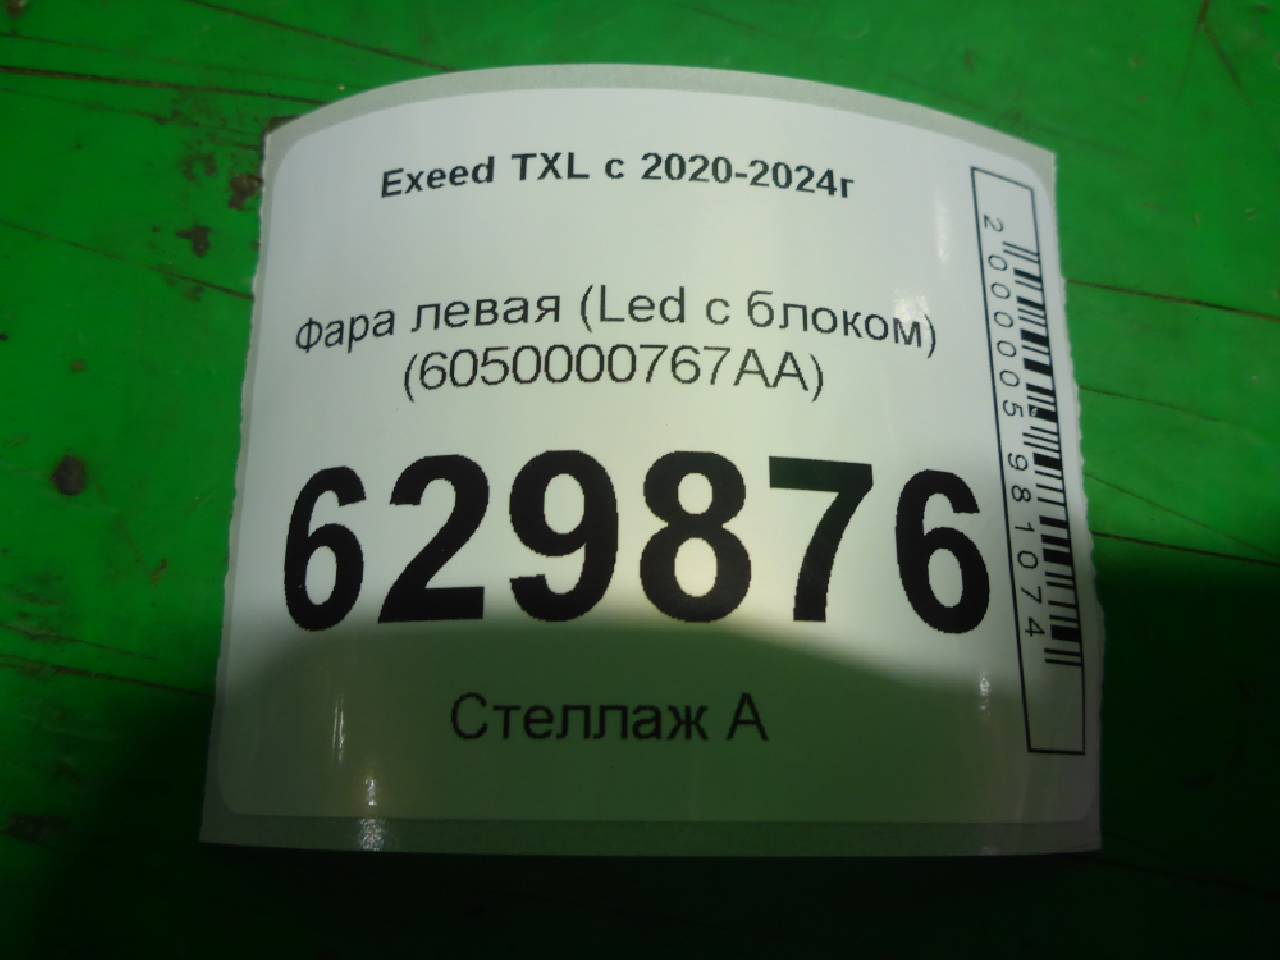 Exeed TXL с 2020-2024г
Фара левая (Led с блоком)
(6050000767AA)
629876
Стеллаж А
2000005981074